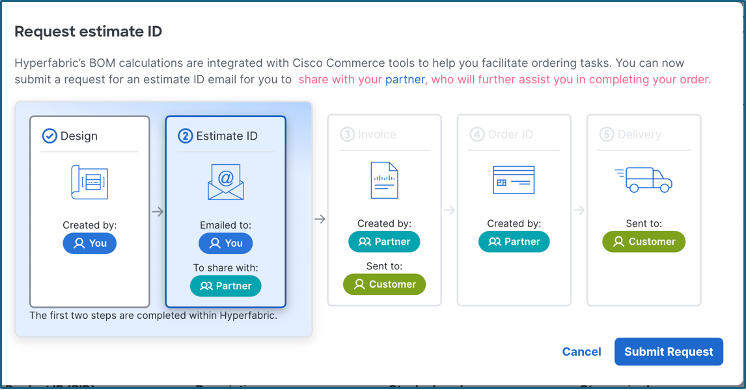 Request estimate ID
Hyperfabric's BOM calculations are integrated with Cisco Commerce tools to help you facilitate ordering tasks. You can now
submit a request for an estimate ID email for you to share with your partner, who will further assist you in completing your order.
Design
Created by:
You
2 Estimate ID
Emailed to:
You
To share with:
Partner
3 Invoice
Created by:
Partner
Sent to:
Customer
4 Order ID
Created by:
Partner
5 Delivery
Sent to:
Customer
The first two steps are completed within Hyperfabric.
Cancel
Submit Request